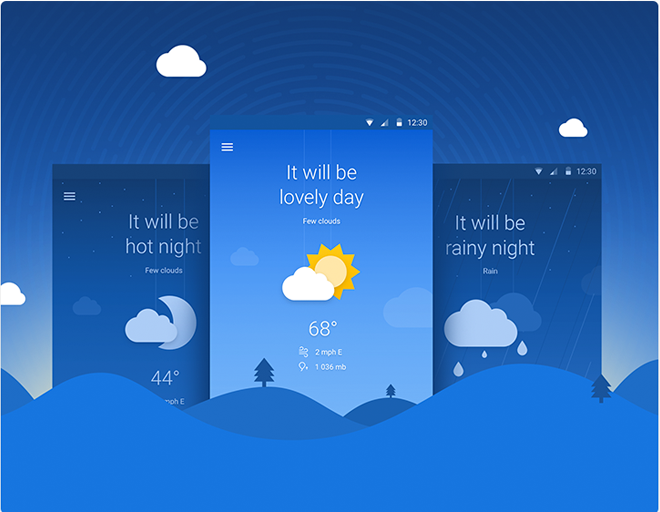 12:30
It will be
lovely day
Few clouds
68°
2 mph E
1 036 mb
It will be
hot night
Few clouds
44°
mph E
12:30
It will be
rainy night
Rain